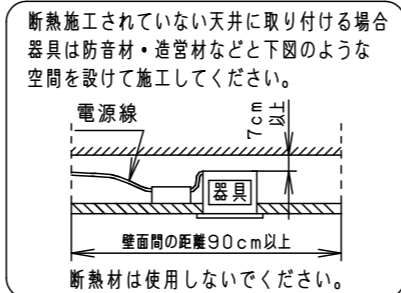 断熱施工されていない天井に取り付ける場合
器具は防音材・造営材などと下図のような
空間を設けて施工してください。
電源線
7cm以上
器具
壁面間の距離90cm以上
断熱材は使用しないでください。